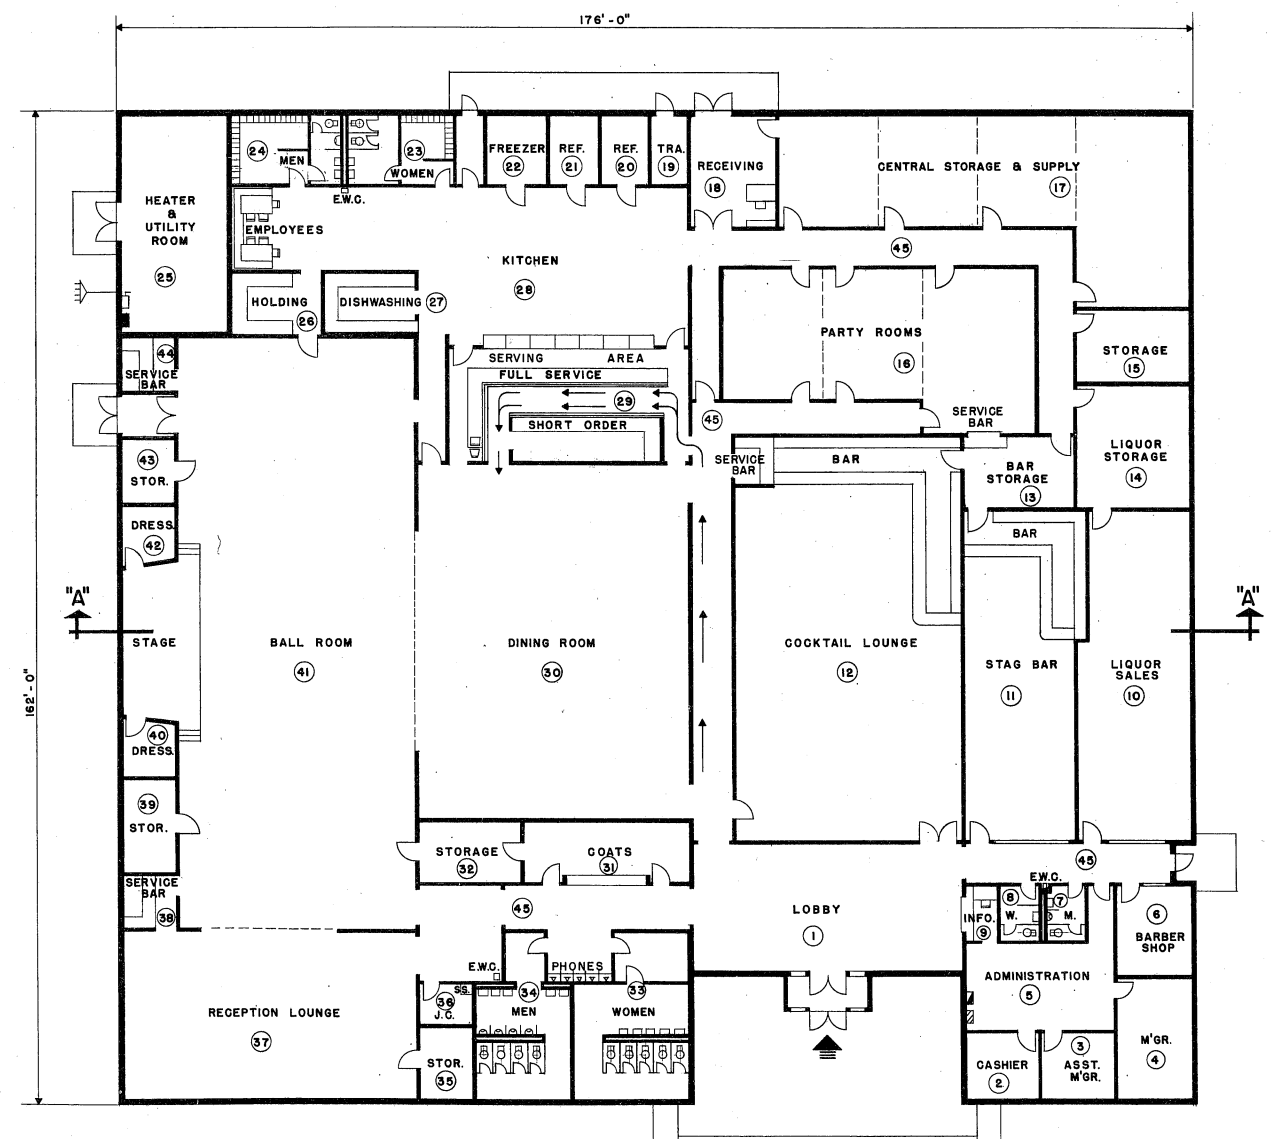 176'-0"
162'-0"
HEATER
&
UTILITY
ROOM
25
24
MEN
23
WOMEN
E.W.C.
EMPLOYEES
FREEZER
22
REF.
21
REF.
20
TRA.
19
RECEIVING
18
CENTRAL STORAGE & SUPPLY
17
KITCHEN
28
45
HOLDING
26
DISHWASHING
27
PARTY ROOMS
16
STORAGE
15
44
SERVICE
BAR
SERVING AREA
FULL SERVICE
29
SHORT ORDER
45
SERVICE
BAR
SERVICE
BAR
BAR
BAR
STORAGE
13
LIQUOR
STORAGE
14
43
STOR.
DRESS.
42
BAR
"A"
"A"
STAGE
BALL ROOM
41
DINING ROOM
30
COCKTAIL LOUNGE
12
STAG BAR
11
LIQUOR
SALES
10
40
DRESS.
39
STOR.
STORAGE
32
COATS
31
45
SERVICE
BAR
38
45
LOBBY
1
E.W.C.
INFO.
9
8
W.
7
M.
6
BARBER
SHOP
E.W.C.
PHONES
ADMINISTRATION
5
S.S.
36
J.C.
34
MEN
33
WOMEN
RECEPTION LOUNGE
37
STOR.
35
CASHIER
2
3
ASST.
M'GR.
M'GR.
4